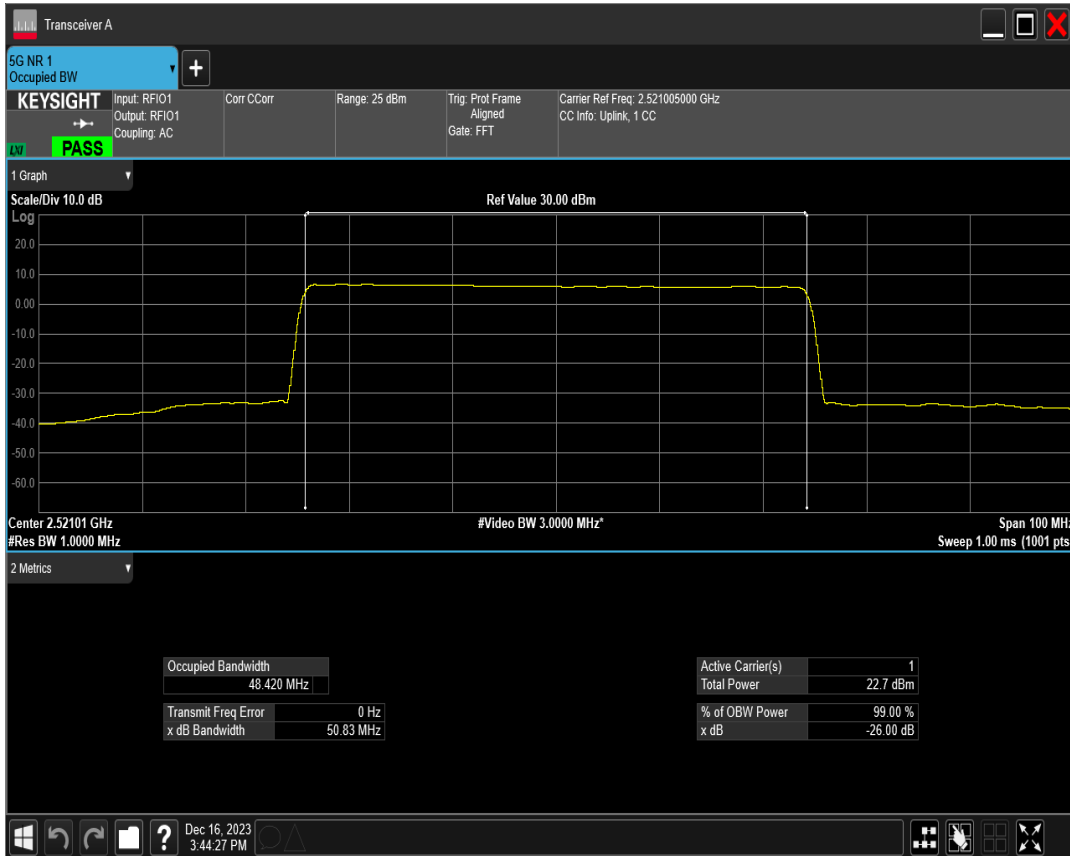 Transceiver A
5G NR 1
Occupied BW
KEYSIGHT
Input: RFIO1
Output: RFIO1
Coupling: AC
Corr CCorr
Range: 25 dBm
Trig: Prot Frame
Aligned
Gate: FFT
Carrier Ref Freq: 2.521005000 GHz
CC Info: Uplink, 1 CC
LXI
PASS
1 Graph
Scale/Div 10.0 dB
Ref Value 30.00 dBm
Log
20.0
10.0
0.00
-10.0
-20.0
-30.0
-40.0
-50.0
-60.0
Center 2.52101 GHz
#Video BW 3.0000 MHz*
Span 100 MHz
#Res BW 1.0000 MHz
Sweep 1.00 ms (1001 pts
2 Metrics
Occupied Bandwidth
48.420 MHz
Transmit Freq Error 0 Hz
x dB Bandwidth 50.83 MHz
Active Carrier(s) 1
Total Power 22.7 dBm
% of OBW Power 99.00 %
x dB -26.00 dB
Dec 16, 2023
3:44:27 PM